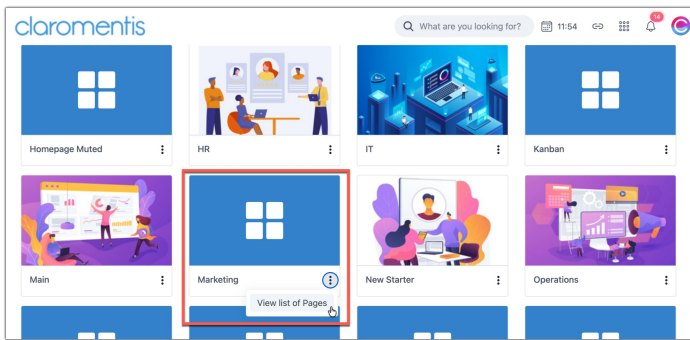 claromentis
What are you looking for?
11:54
14
Homepage Muted
HR
IT
Kanban
Main
Marketing
New Starter
Operations
View list of Pages